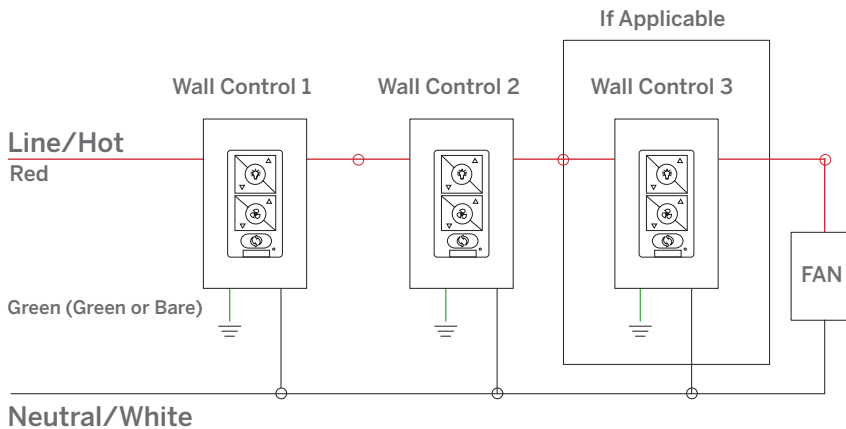 If Applicable
Wall Control 1
Wall Control 2
Wall Control 3
Line/Hot
Red
FAN
Green (Green or Bare)
Neutral/White